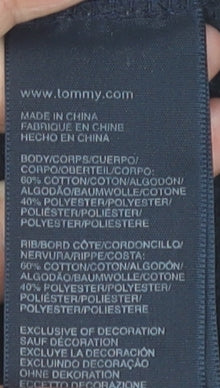 www.tommy.com
MADE IN CHINA
FABRIQUÉ EN CHINE
HECHO EN CHINA
BODY/CORPS/CUERPO/
CORPO/OBERTEIL/CORPO:
60% COTTON/COTON/ALGODÓN/
ALGODÃO/BAUMWOLLE/COTONE
40% POLYESTER/POLYESTER/
POLIÉSTER/POLIÉSTER/
POLYESTER/POLIESTERE
RIB/BORD CÔTE/CORDONCILLO/
NERVURA/RIPPE/COSTA:
60% COTTON/COTON/ALGODÓN/
ALGODÃO/BAUMWOLLE/COTONE
40% POLYESTER/POLYESTER/
POLIÉSTER/POLIÉSTER/
POLYESTER/POLIESTERE
EXCLUSIVE OF DECORATION
SAUF DÉCORATION
EXCLUYE LA DECORACIÓN
EXCLUINDO DECORAÇÃO
OHNE DEKORATION
ECCETTO DECORAZIONE